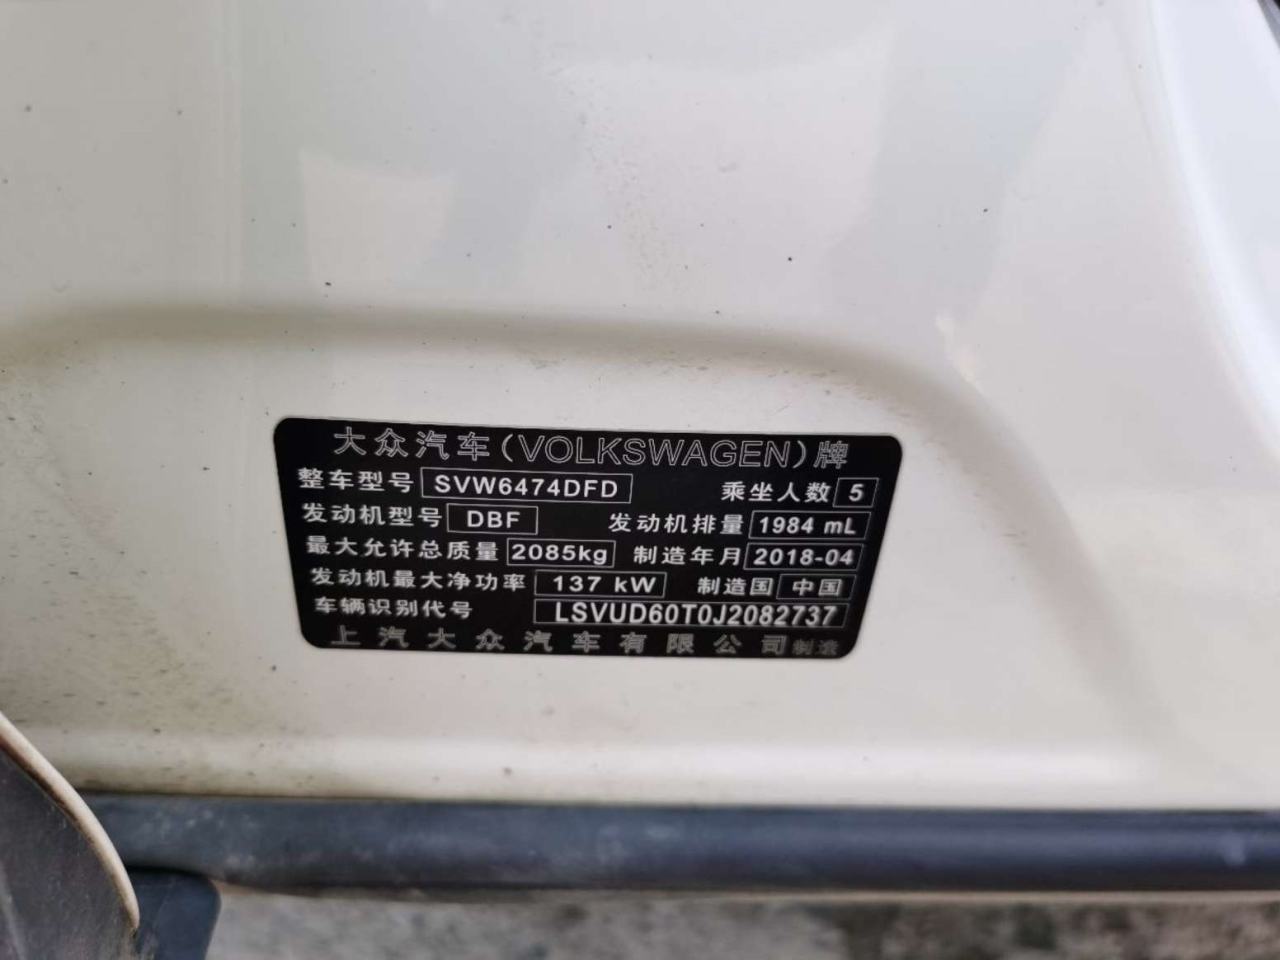 大众汽车(VOLKSWAGEN)牌
整车型号 SVW6474DFD 乘坐人数 5
发动机型号 DBF 发动机排量 1984 mL
最大允许总质量 2085kg 制造年月 2018-04
发动机最大净功率 137 kW 制造国 中国
车辆识别代号 LSVUD60T0J2082737
上汽大众汽车有限公司制造